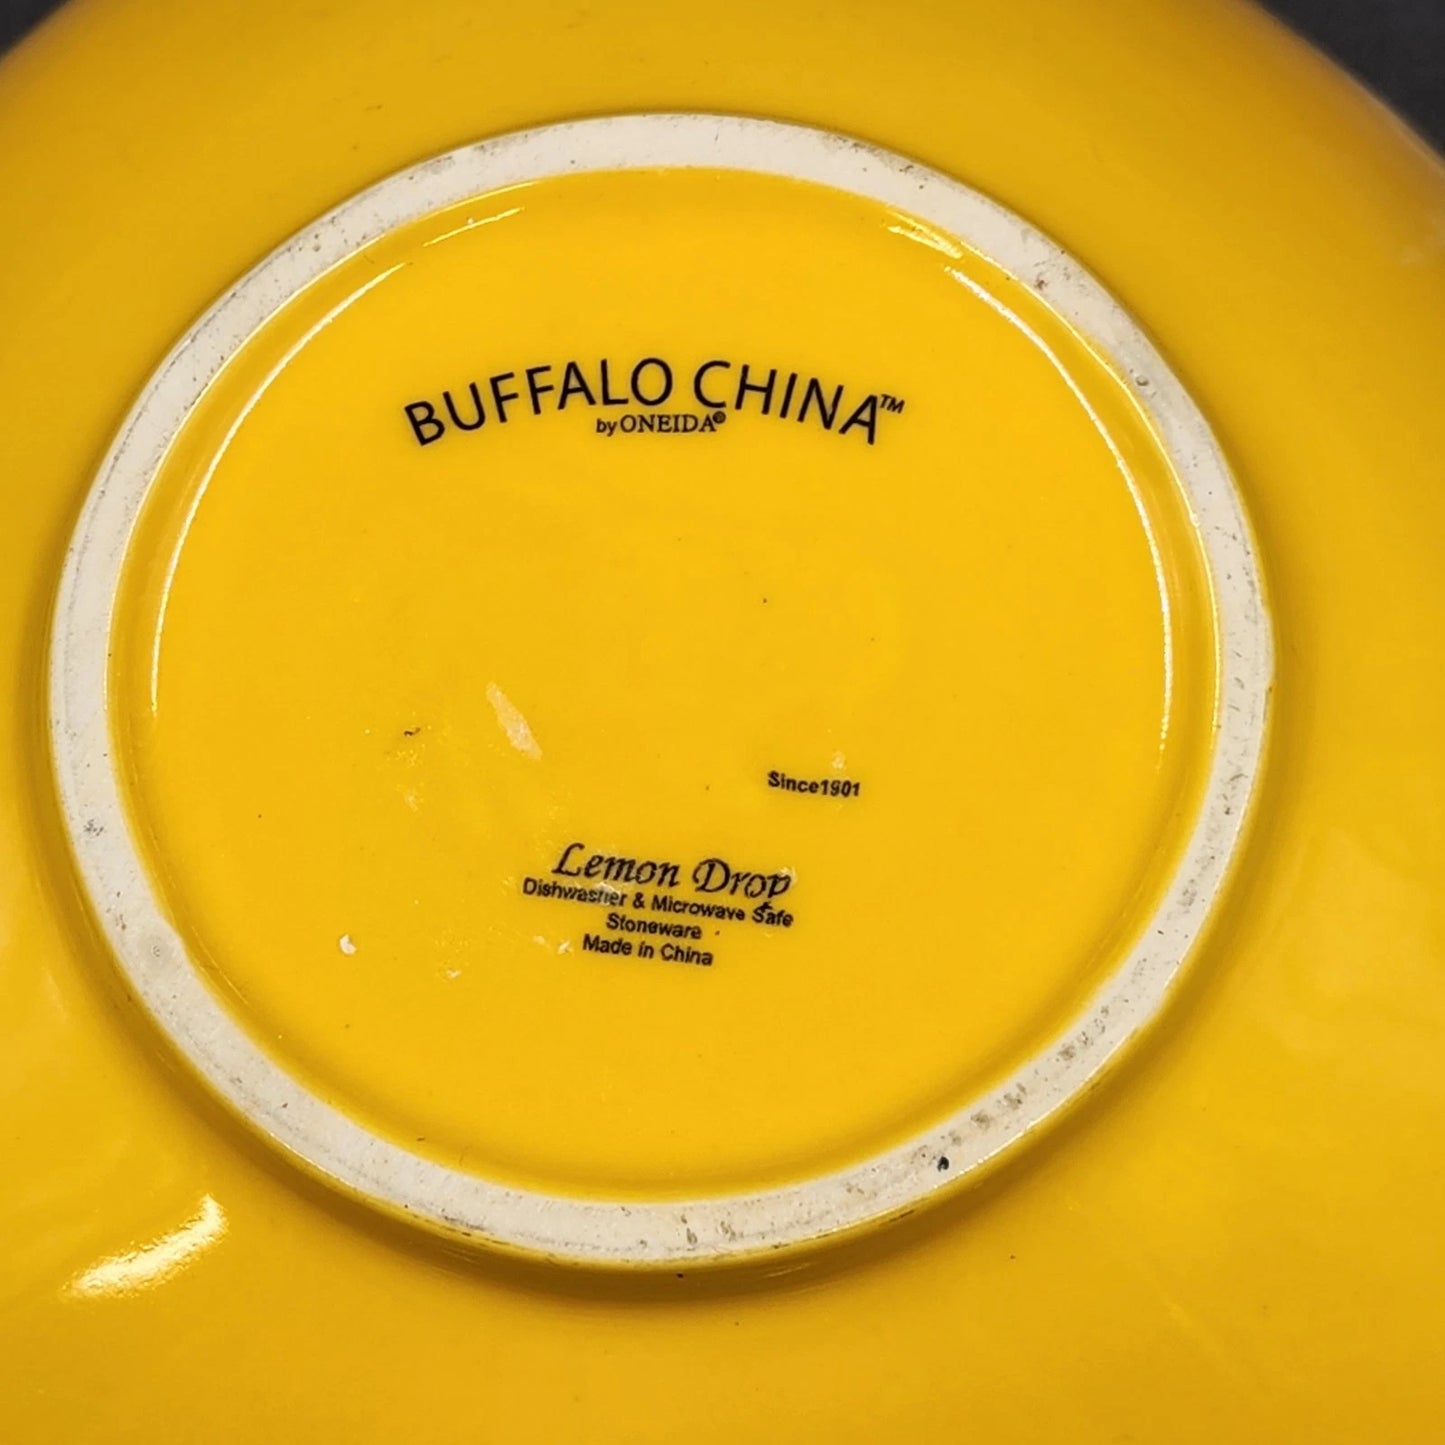 BUFFALO CHINA™
by ONEIDA®
Since1901
Lemon Drop
Dishwasher & Microwave Safe
Stoneware
Made in China